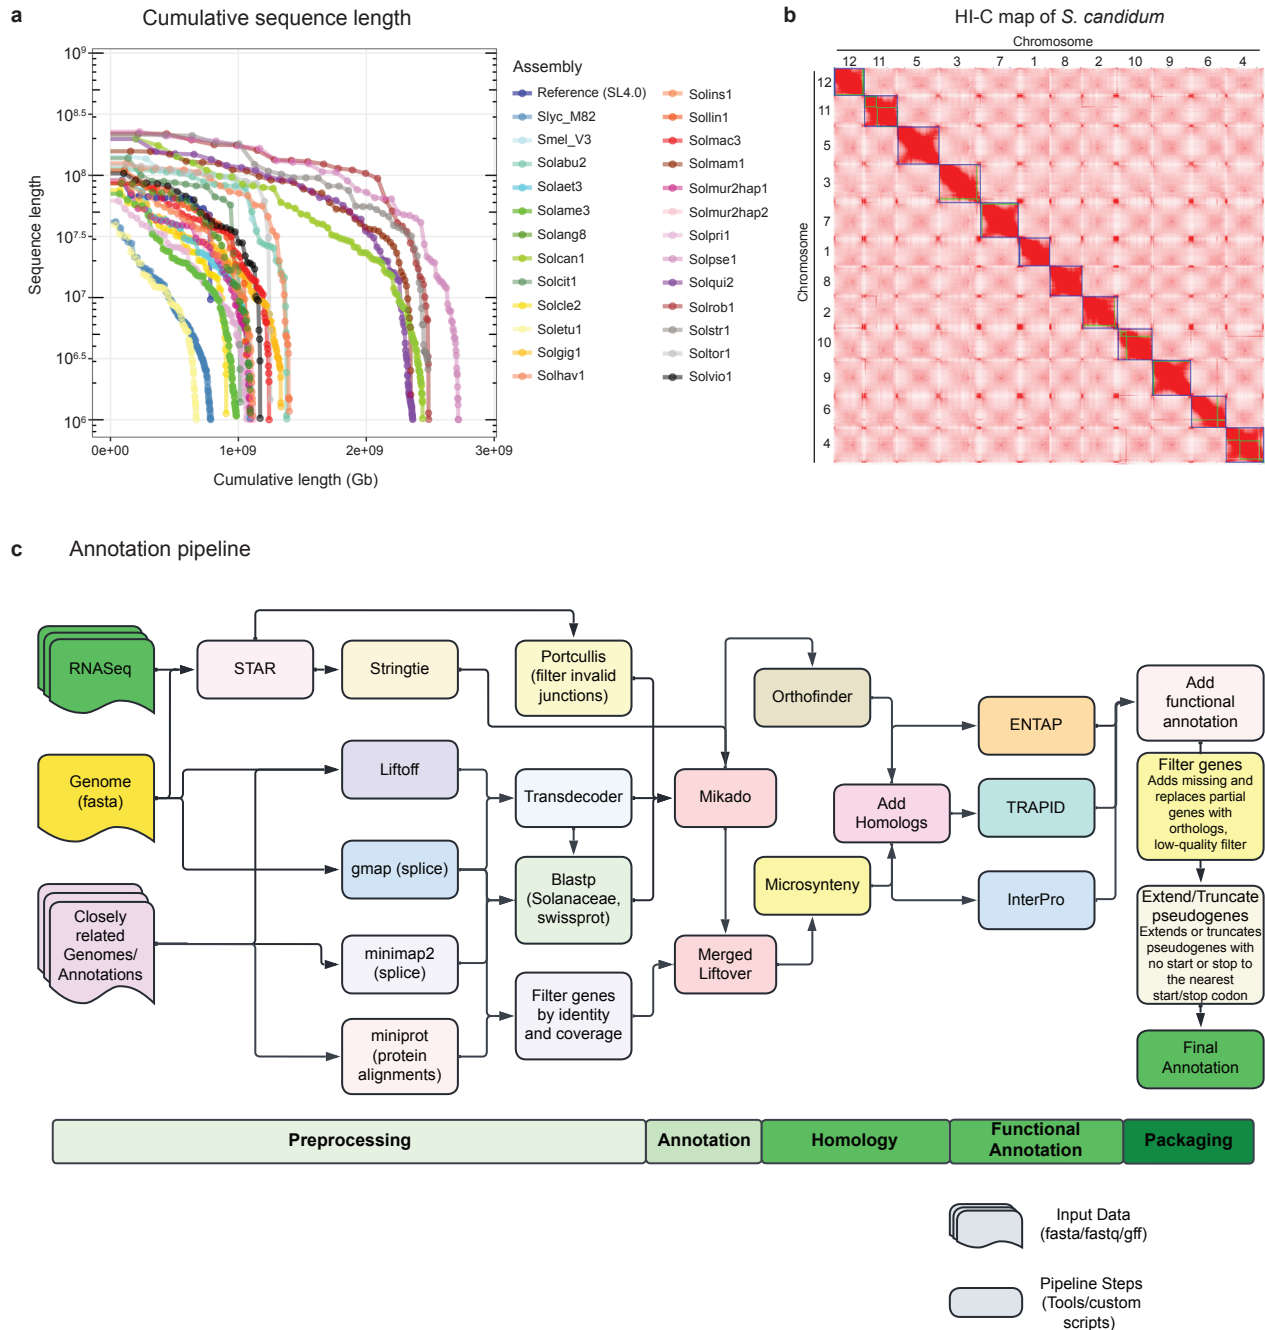 a
Cumulative sequence length
10^9
10^8.5
10^8
10^7.5
10^7
10^6.5
10^6
Sequence length
0e+00
1e+09
2e+09
3e+09
Cumulative length (Gb)
Assembly
Reference (SL4.0)
Slyc_M82
Smel_V3
Solabu2
Solaet3
Solame3
Solang8
Solcan1
Solcit1
Solcle2
Soletu1
Solgig1
Solhav1
Solins1
Sollin1
Solmac3
Solmam1
Solmur2hap1
Solmur2hap2
Solpri1
Solpse1
Solqui2
Solrob1
Solstr1
Soltor1
Solvio1
b
HI-C map of S. candidum
Chromosome
12 11 5 3 7 1 8 2 10 9 6 4
Chromosome
12
11
5
3
7
1
8
2
10
9
6
4
c
Annotation pipeline
RNASeq
STAR
Stringtie
Portcullis
(filter invalid
junctions)
Genome
(fasta)
Liftoff
Transdecoder
Mikado
gmap (splice)
Blastp
(Solanaceae,
swissprot)
Closely
related
Genomes/
Annotations
minimap2
(splice)
Filter genes
by identity
and coverage
miniprot
(protein
alignments)
Merged
Liftover
Orthofinder
Add
Homologs
Microsynteny
ENTAP
TRAPID
InterPro
Add
functional
annotation
Filter genes
Adds missing and
replaces partial
genes with
orthologs,
low-quality filter
Extend/Truncate
pseudogenes
Extends or truncates
pseudogenes with
no start or stop to
the nearest
start/stop codon
Final
Annotation
Preprocessing
Annotation
Homology
Functional
Annotation
Packaging
Input Data
(fasta/fastq/gff)
Pipeline Steps
(Tools/custom
scripts)